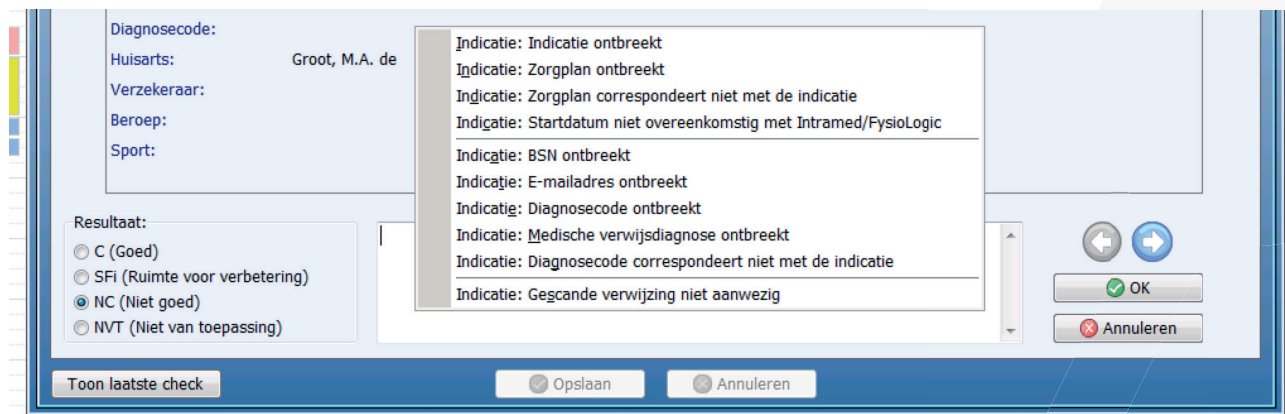 Diagnosecode:
Huisarts: Groot, M.A. de
Verzekeraar:
Beroep:
Sport:
Indicatie: Indicatie ontbreekt
Indicatie: Zorgplan ontbreekt
Indicatie: Zorgplan correspondeert niet met de indicatie
Indicatie: Startdatum niet overeenkomstig met Intramed/FysioLogic
Indicatie: BSN ontbreekt
Indicatie: E-mailadres ontbreekt
Indicatie: Diagnosecode ontbreekt
Indicatie: Medische verwijsdiagnose ontbreekt
Indicatie: Diagnosecode correspondeert niet met de indicatie
Indicatie: Gescande verwijzing niet aanwezig
Resultaat:
C (Goed)
SFi (Ruimte voor verbetering)
NC (Niet goed)
NVT (Niet van toepassing)
OK
Annuleren
Toon laatste check
Opslaan
Annuleren